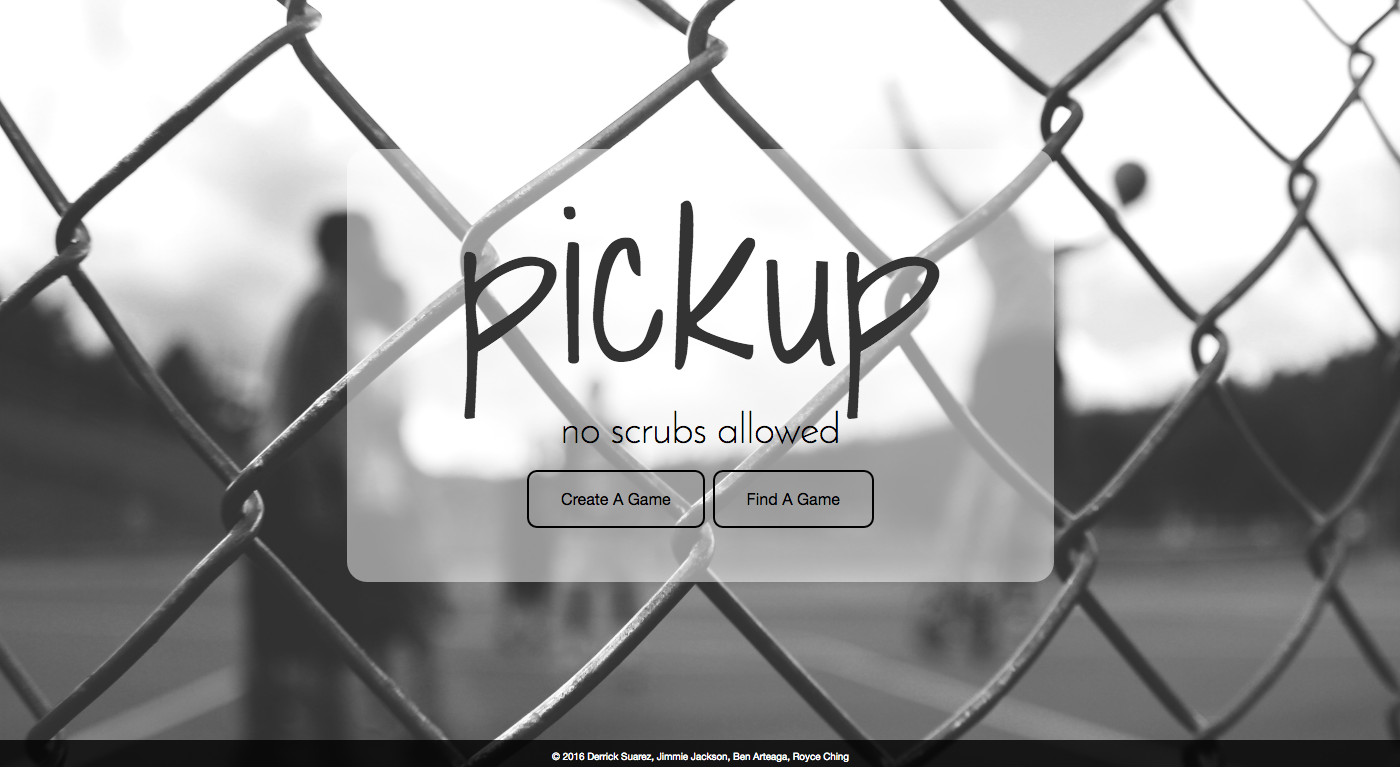 pickup
no scrubs allowed
Create A Game
Find A Game
© 2016 Derrick Suarez, Jimmie Jackson, Ben Arteaga, Royce Ching